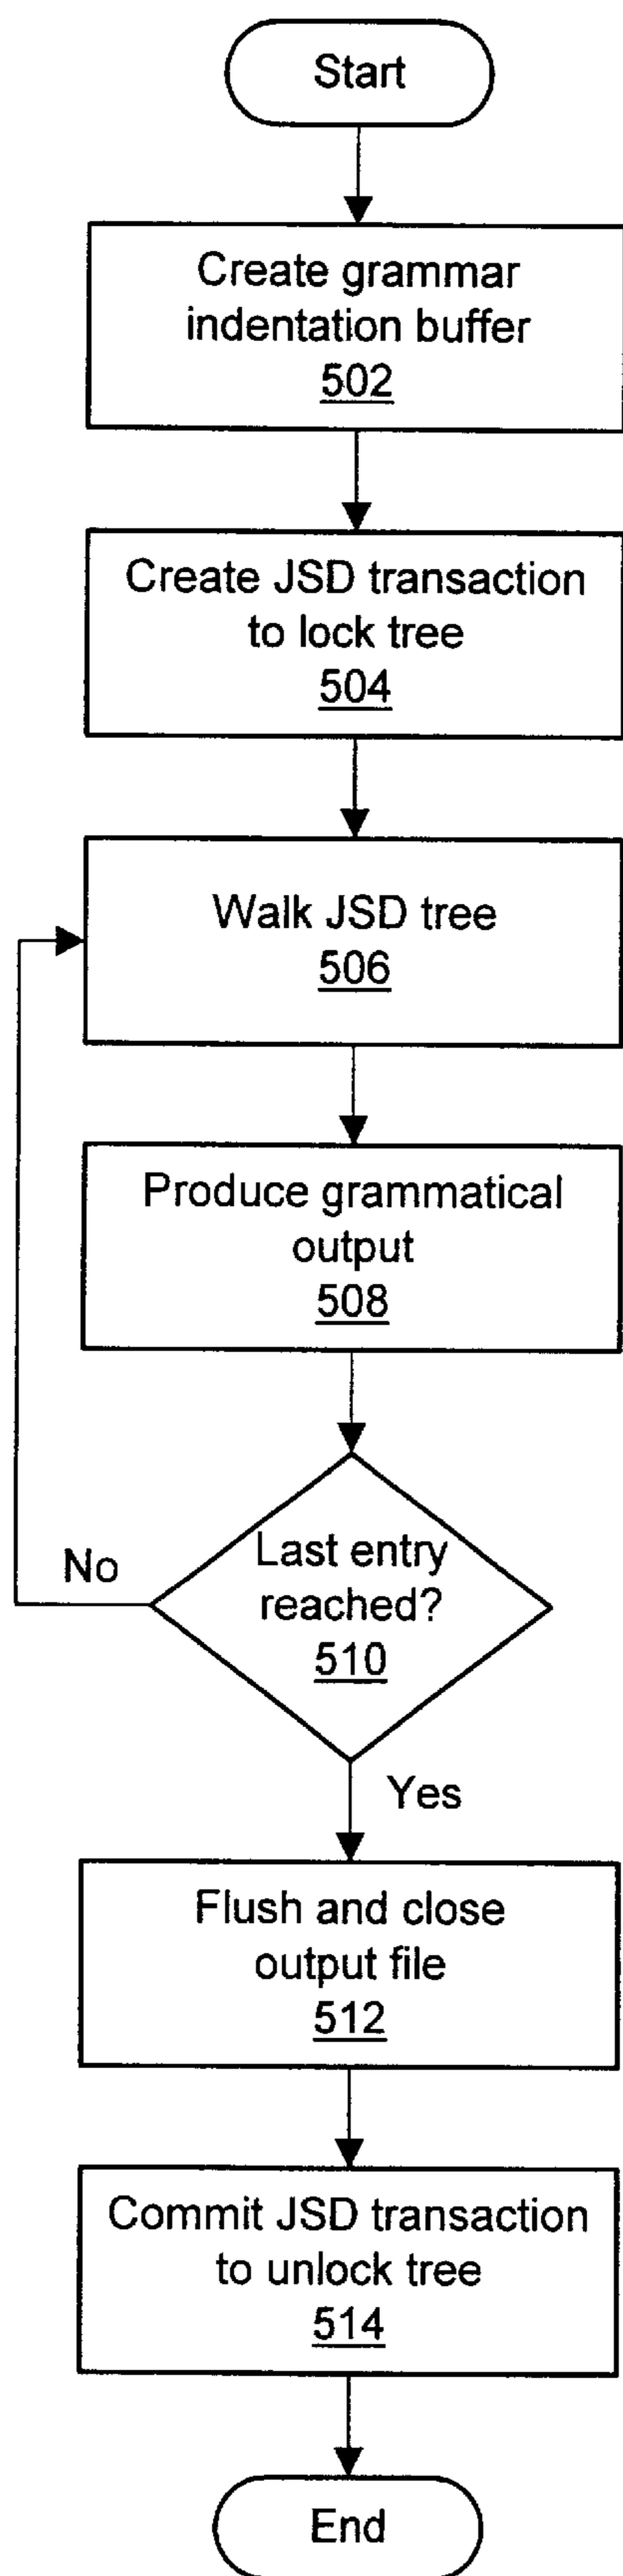 Start
Create grammar
indentation buffer
502
Create JSD transaction
to lock tree
504
Walk JSD tree
506
Produce grammatical
output
508
Last entry
reached?
510
No
Yes
Flush and close
output file
512
Commit JSD transaction
to unlock tree
514
End